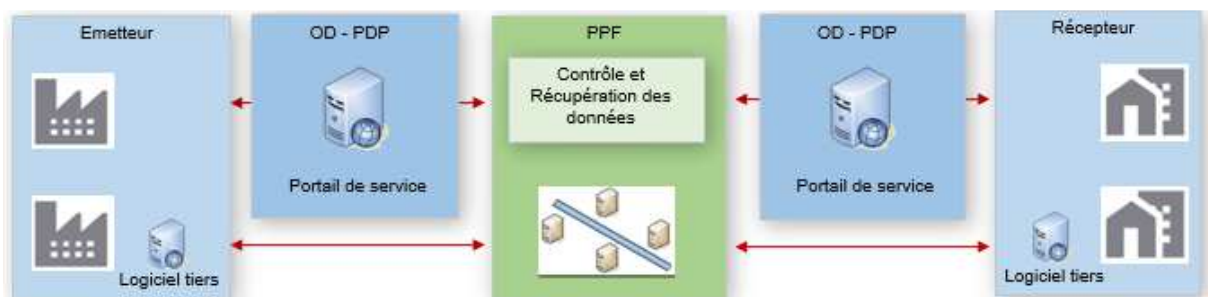 Emetteur
OD - PDP
PPF
OD - PDP
Récepteur
Contrôle et
Récupération des
données
Portail de service
Portail de service
Logiciel tiers
Logiciel tiers